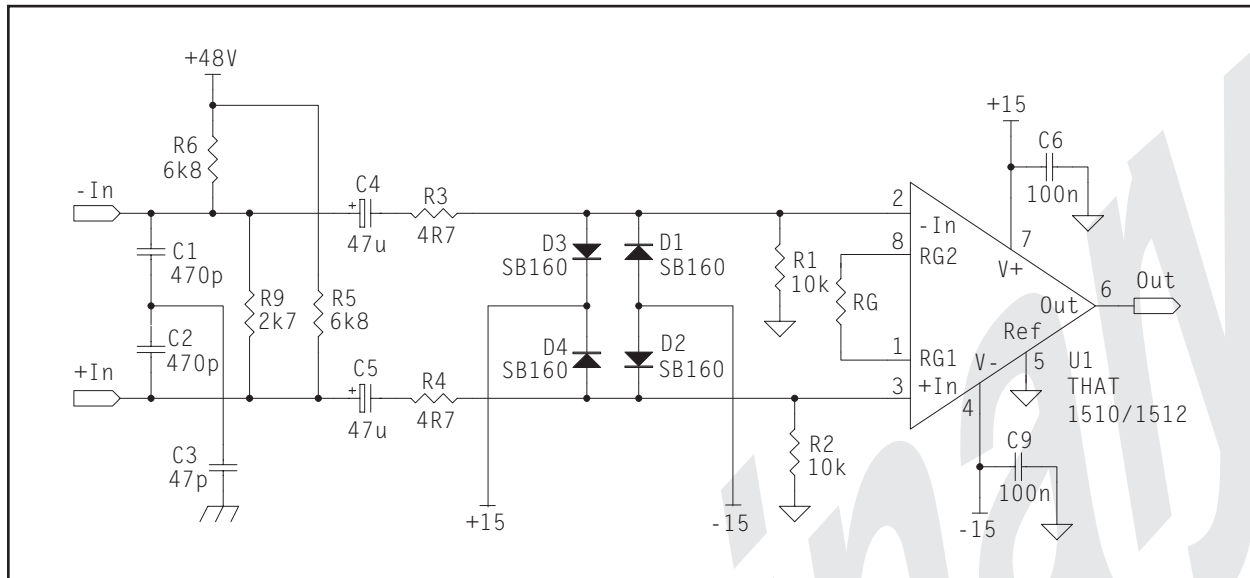 +48V
R6
6k8
-In
C1
470p
C2
470p
+In
C3
47p
R9
2k7
R5
6k8
C4
+
47u
R3
4R7
C5
+
47u
R4
4R7
D3
SB160
D1
SB160
D4
SB160
D2
SB160
+15
-15
R1
10k
R2
10k
RG
2
-In
8
RG2
1
RG1
3
+In
+15
7
V+
C6
100n
Out
6
Out
Ref
5
V-
4
U1
THAT
1510/1512
C9
100n
-15